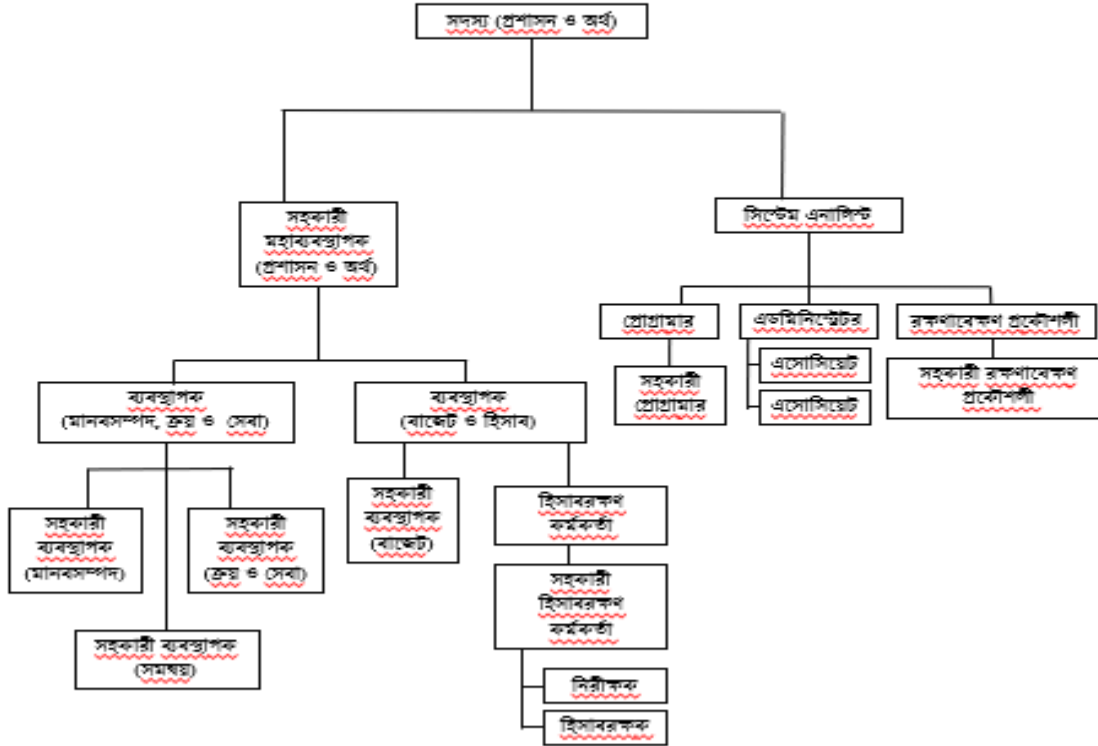 সদস্য (প্রশাসন ও অর্থ)
সহকারী
মহাব্যবস্থাপক
(প্রশাসন ও অর্থ)
সিস্টেম এনালিস্ট
প্রোগ্রামার
এডমিনিস্ট্রেটর
রক্ষণাবেক্ষণ প্রকৌশলী
সহকারী
প্রোগ্রামার
এসোসিয়েট
এসোসিয়েট
সহকারী রক্ষণাবেক্ষণ
প্রকৌশলী
ব্যবস্থাপক
(মানবসম্পদ, ক্রয় ও সেবা)
ব্যবস্থাপক
(বাজেট ও হিসাব)
সহকারী
ব্যবস্থাপক
(মানবসম্পদ)
সহকারী
ব্যবস্থাপক
(ক্রয় ও সেবা)
সহকারী ব্যবস্থাপক
(সমন্বয়)
সহকারী
ব্যবস্থাপক
(বাজেট)
হিসাবরক্ষণ
কর্মকর্তা
সহকারী
হিসাবরক্ষণ
কর্মকর্তা
নিরীক্ষক
হিসাবরক্ষক